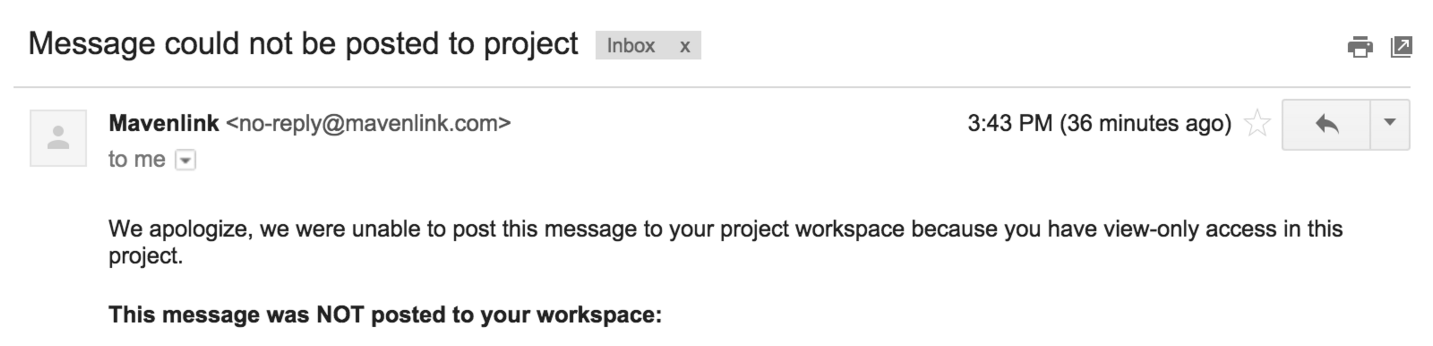 Message could not be posted to project Inbox x
Mavenlink <no-reply@mavenlink.com> 3:43 PM (36 minutes ago)
to me
We apologize, we were unable to post this message to your project workspace because you have view-only access in this
project.
This message was NOT posted to your workspace: